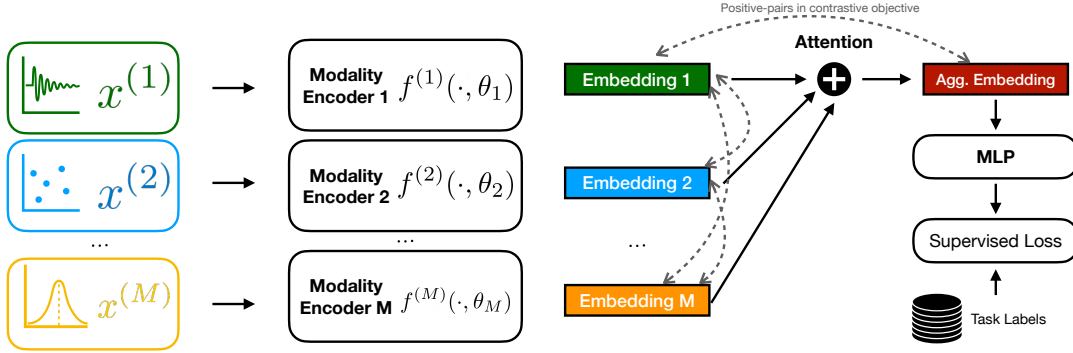 Positive-pairs in contrastive objective
Attention
x^{(1)}
Modality
Encoder 1 f^{(1)}(·, θ_1)
Embedding 1
+
Agg. Embedding
MLP
x^{(2)}
Modality
Encoder 2 f^{(2)}(·, θ_2)
Embedding 2
Supervised Loss
...
...
...
x^{(M)}
Modality
Encoder M f^{(M)}(·, θ_M)
Embedding M
Task Labels